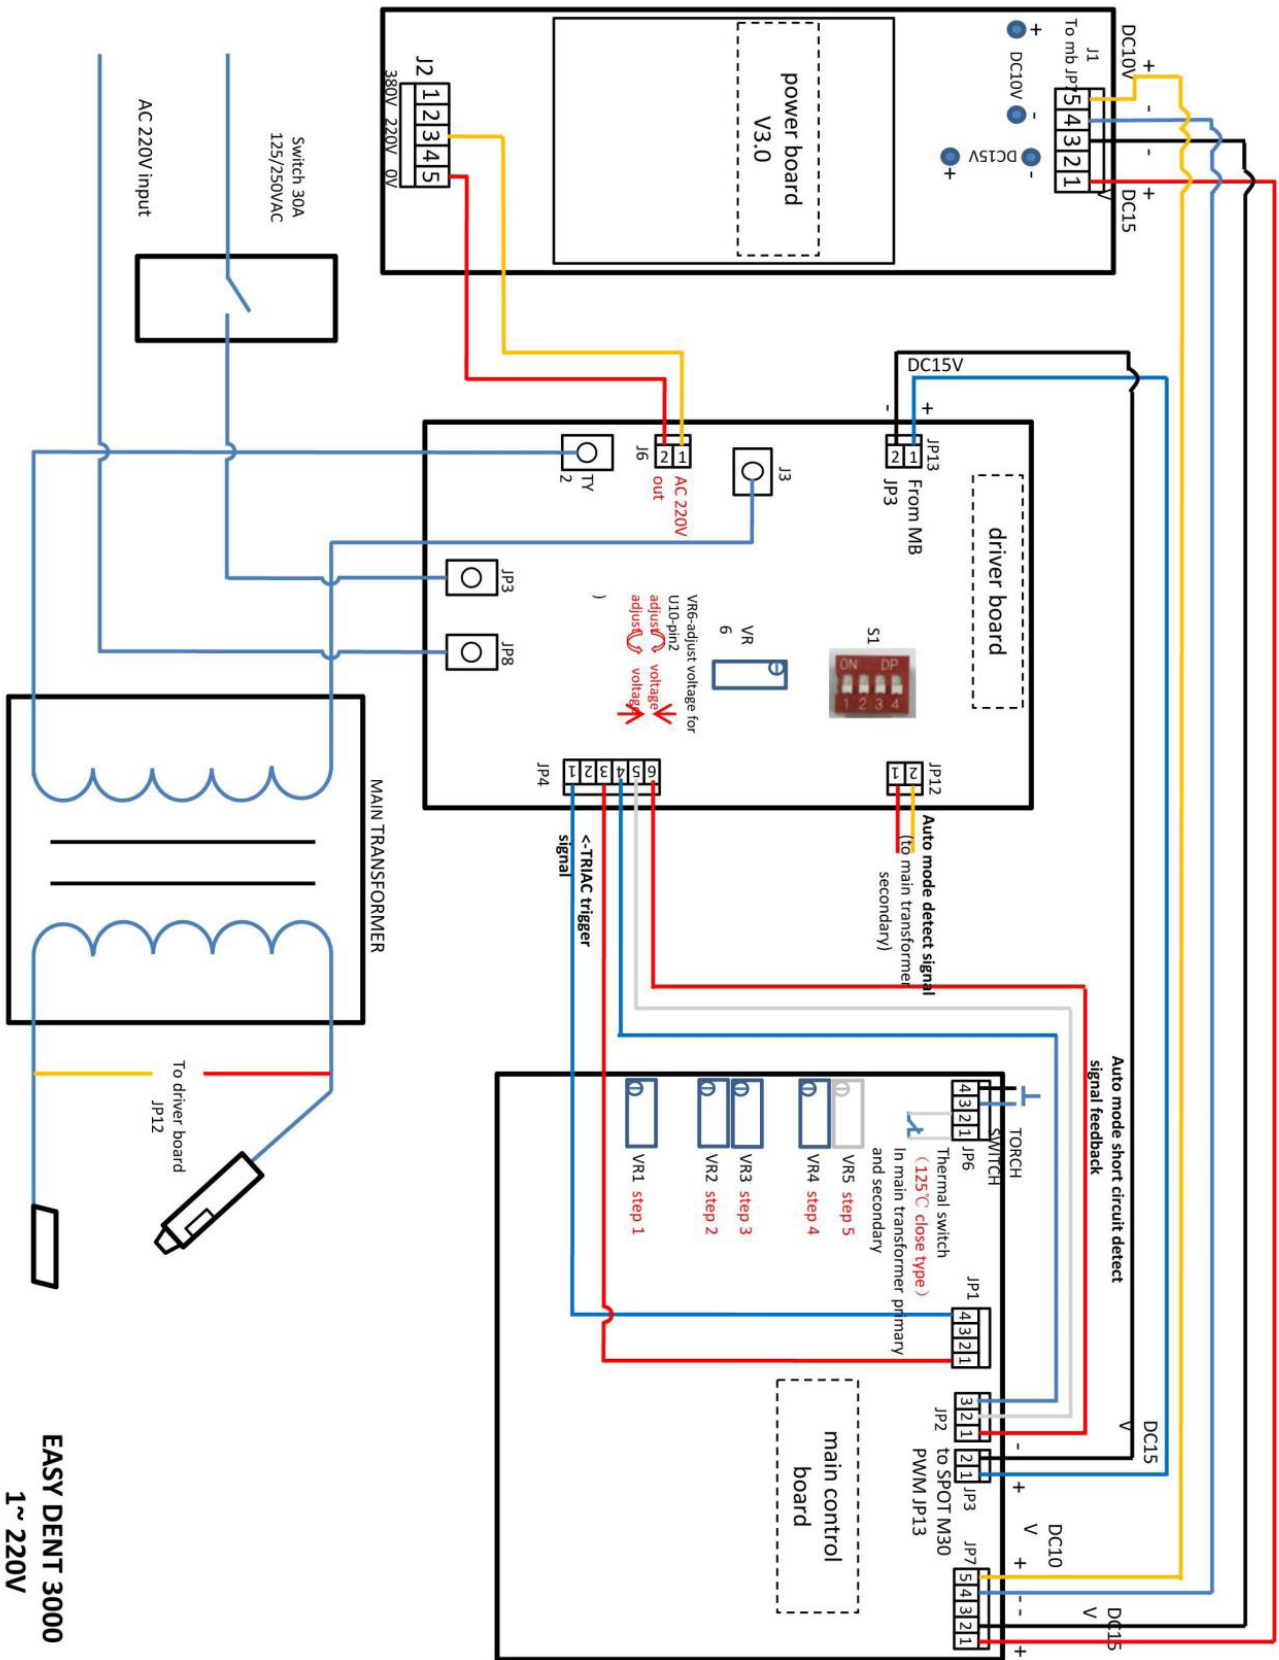 DC10V
+
-
-
+
DC15
V
J1
To mb JP7
5
4
3
2
1
+
DC10V
-
DC15V
-
+
power board
V3.0
J2
1
2
3
4
5
380V 220V 0V
Switch 30A
125/250VAC
AC 220V input
DC15V
-
+
JP13
2
1
From MB
JP3
driver board
J3
J6
2
1
AC 220V
out
TY
2
JP3
JP8
S1
ON DP
1 2 3 4
VR
6
VR6-adjust voltage for
U10-pin2
adjust voltage
adjust voltage
)
JP4
1
2
3
4
5
6
JP12
1
2
Auto mode detect signal
(to main transformer
secondary)
<-TRIAC trigger
signal
MAIN TRANSFORMER
To driver board
JP12
Auto mode short circuit detect
signal feedback
4
3
2
1
JP6
TORCH
SWITCH
Thermal switch
(125℃ close type)
In main transformer primary
and secondary
VR5 step 5
VR4 step 4
VR3 step 3
VR2 step 2
VR1 step 1
JP1
4
3
2
1
JP2
3
2
1
DC15
V
-
+
2
1
JP3
to SPOT M30
PWM JP13
main control
board
DC10
V
+
-
-
+
DC15
V
JP7
5
4
3
2
1
EASY DENT 3000
1~ 220V